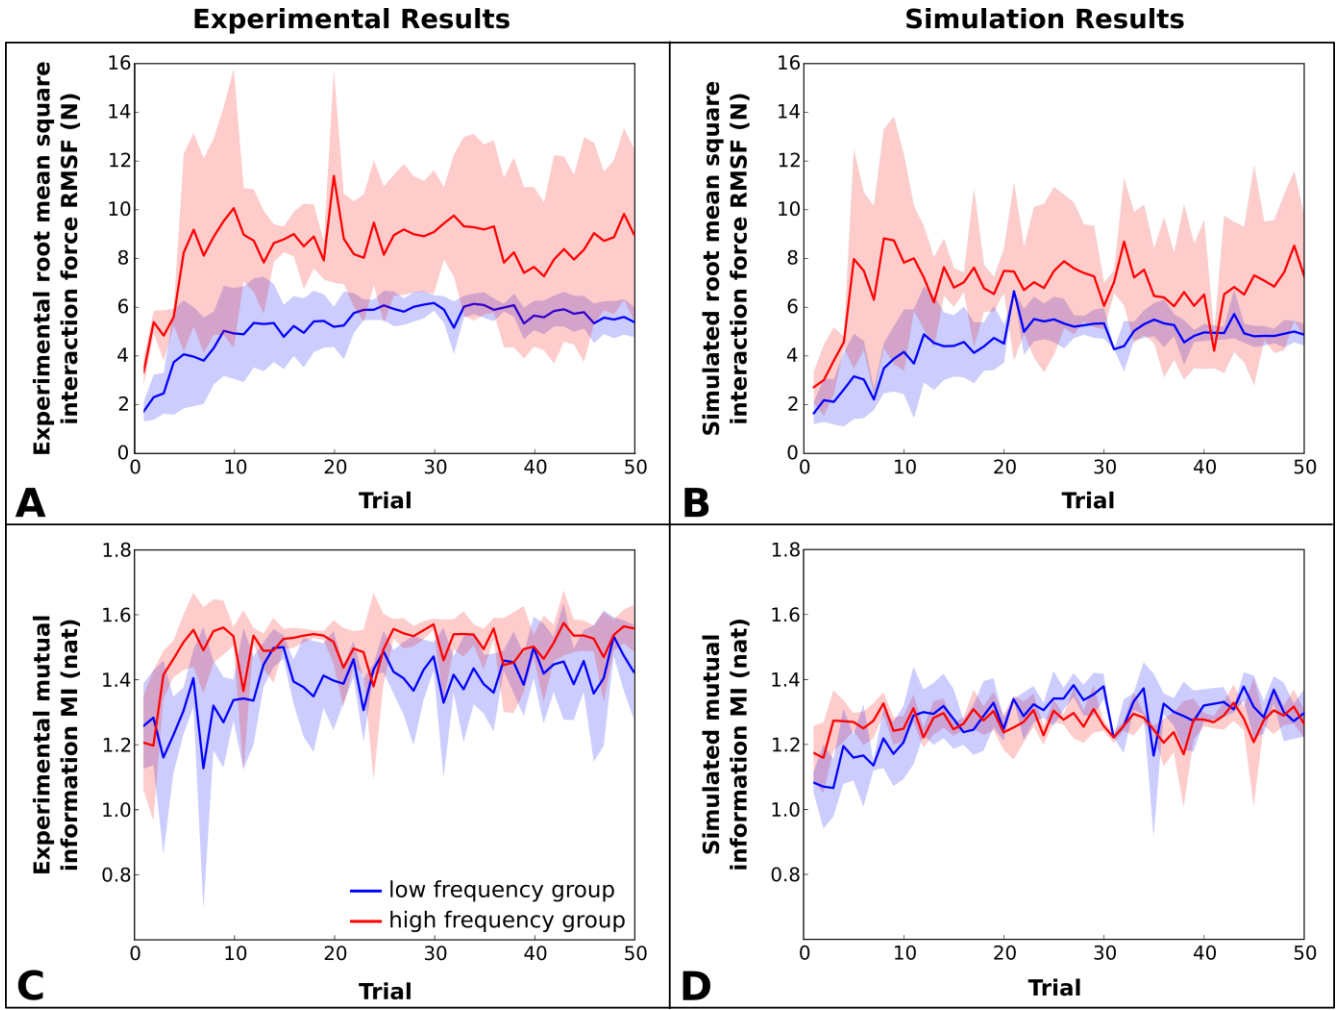 Experimental Results
Simulation Results
Experimental root mean square
interaction force RMSF (N)
16
14
12
10
8
6
4
2
0
0 10 20 30 40 50
Trial
A
Simulated root mean square
interaction force RMSF (N)
16
14
12
10
8
6
4
2
0
0 10 20 30 40 50
Trial
B
Experimental mutual
information MI (nat)
1.8
1.6
1.4
1.2
1.0
0.8
low frequency group
high frequency group
0 10 20 30 40 50
Trial
C
Simulated mutual
information MI (nat)
1.8
1.6
1.4
1.2
1.0
0.8
0 10 20 30 40 50
Trial
D